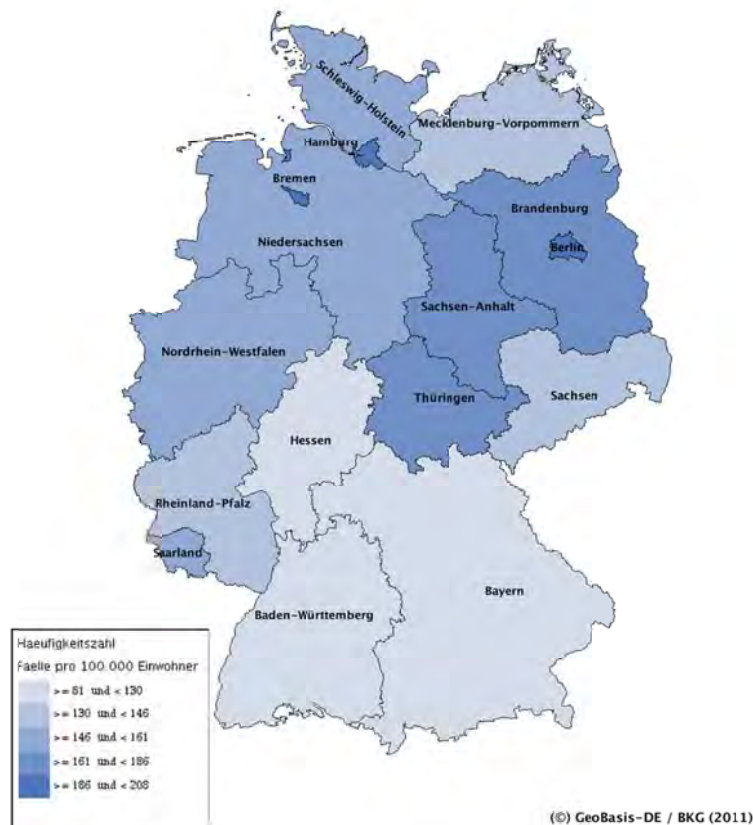 Schleswig-Holstein
Mecklenburg-Vorpommern
Hamburg
Bremen
Brandenburg
Niedersachsen
Berlin
Sachsen-Anhalt
Nordrhein-Westfalen
Thüringen
Sachsen
Hessen
Rheinland-Pfalz
Saarland
Bayern
Baden-Württemberg
Haeufigkeitszahl
Faelle pro 100.000 Einwohner
>= 81 und < 130
>= 130 und < 146
>= 146 und < 161
>= 161 und < 186
>= 186 und < 208
(©) GeoBasis-DE / BKG (2011)